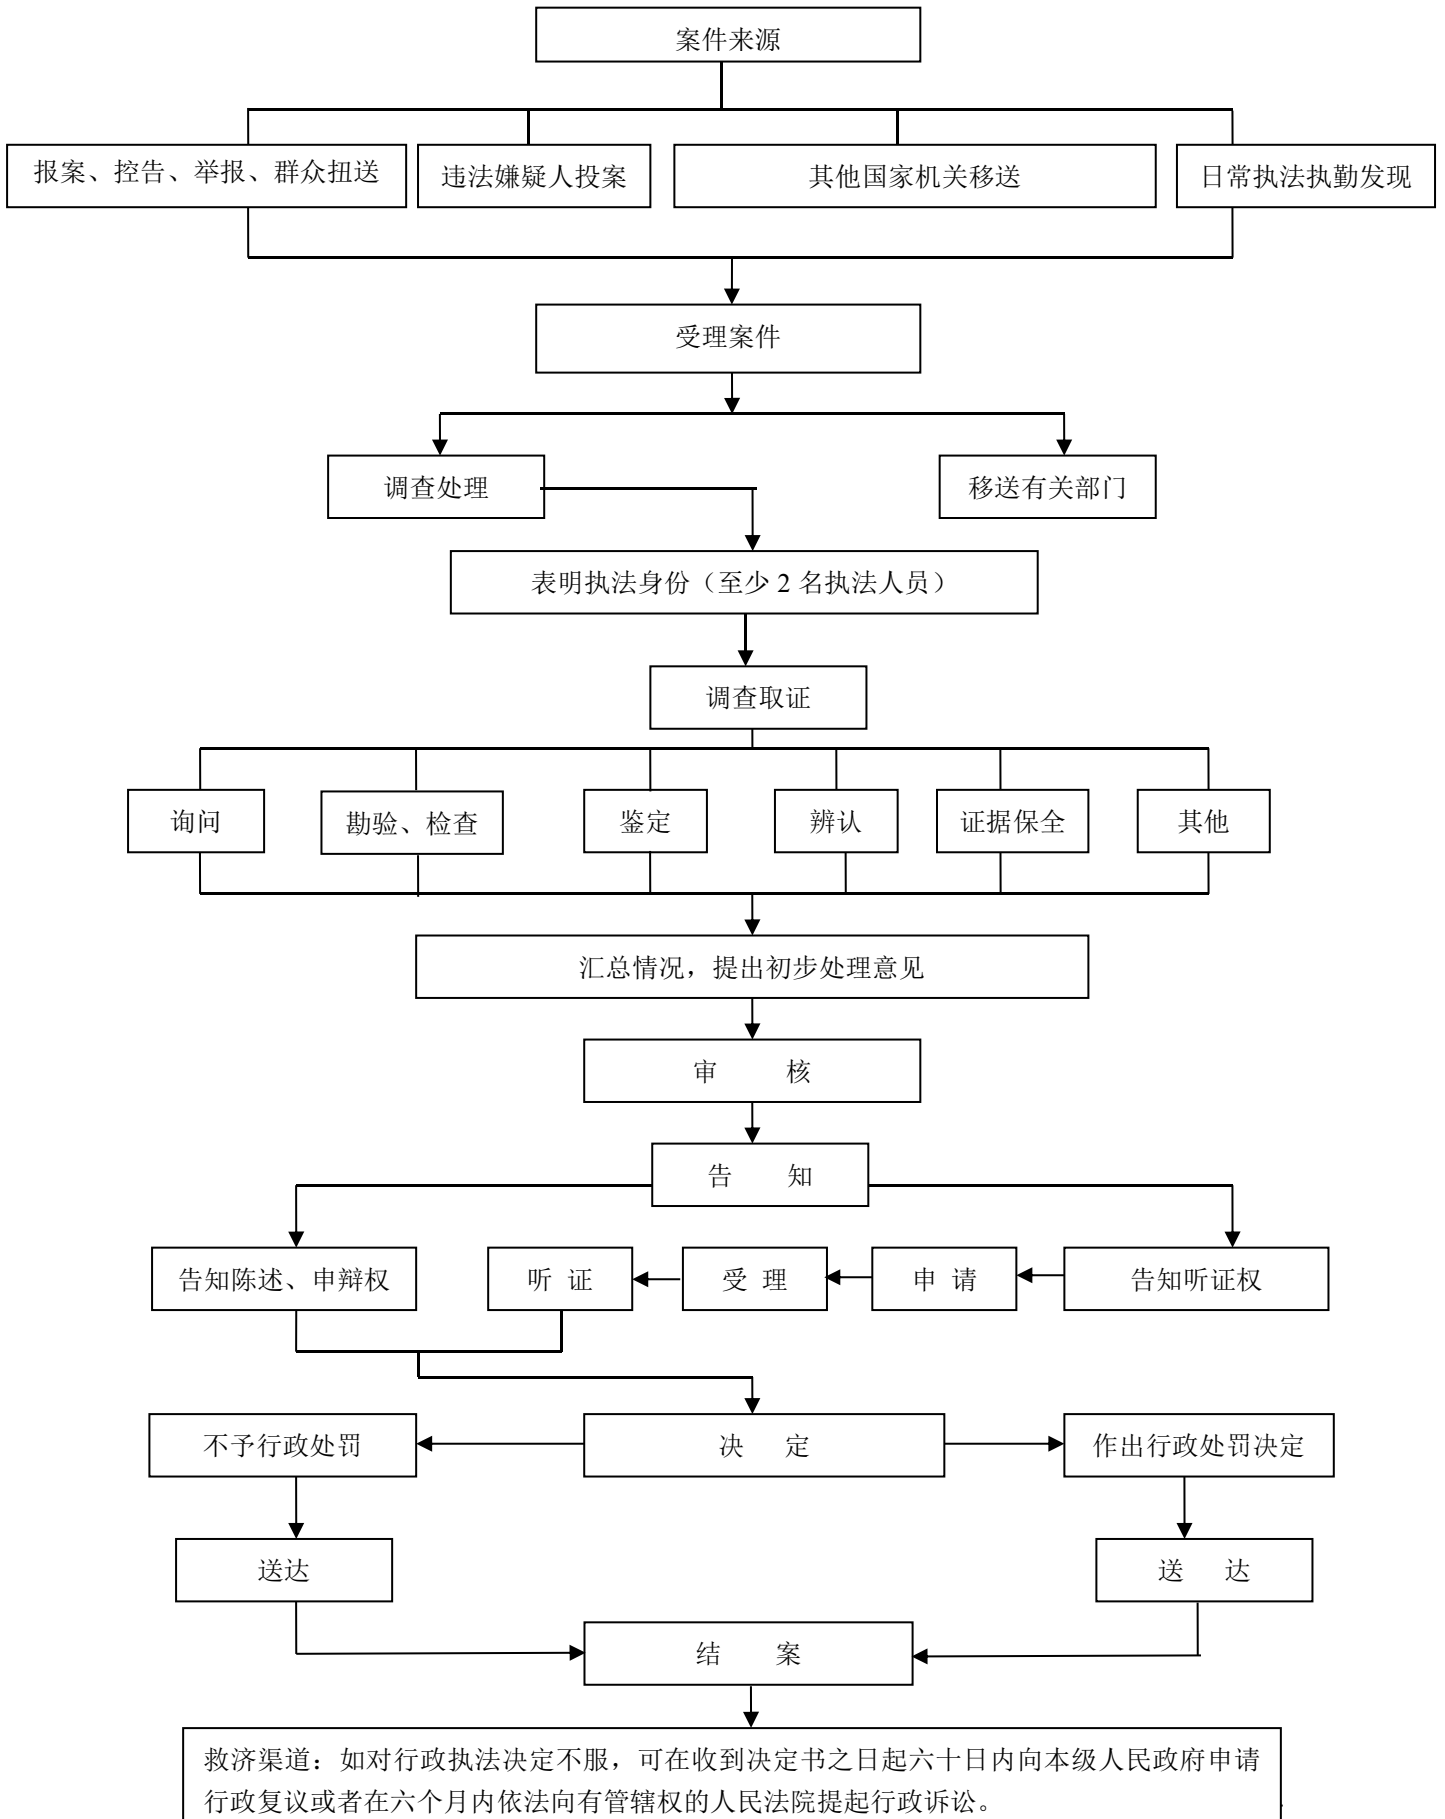 案件来源
报案、控告、举报、群众扭送
违法嫌疑人投案
其他国家机关移送
日常执法执勤发现
受理案件
调查处理
移送有关部门
表明执法身份（至少 2 名执法人员）
调查取证
询问
勘验、检查
鉴定
辨认
证据保全
其他
汇总情况，提出初步处理意见
审 核
告 知
告知陈述、申辩权
听 证
受 理
申 请
告知听证权
不予行政处罚
决 定
作出行政处罚决定
送达
送 达
结 案
救济渠道：如对行政执法决定不服，可在收到决定书之日起六十日内向本级人民政府申请
行政复议或者在六个月内依法向有管辖权的人民法院提起行政诉讼。